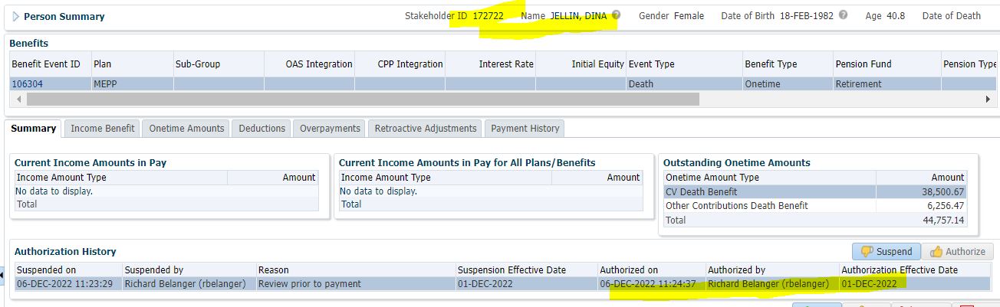 Person Summary Stakeholder ID 172722 Name JELLIN, DINA Gender Female Date of Birth 18-FEB-1982 Age 40.8 Date of Death
Benefits
Benefit Event ID Plan Sub-Group OAS Integration CPP Integration Interest Rate Initial Equity Event Type Benefit Type Pension Fund Pension Type
106304 MEPP Death Onetime Retirement
Summary Income Benefit Onetime Amounts Deductions Overpayments Retroactive Adjustments Payment History
Current Income Amounts in Pay Current Income Amounts in Pay for All Plans/Benefits Outstanding Onetime Amounts
Income Amount Type Amount Income Amount Type Amount Onetime Amount Type Amount
No data to display. No data to display. CV Death Benefit 38,500.67
Total Total Other Contributions Death Benefit 6,256.47
Total 44,757.14
Authorization History Suspend Authorize
Suspended on Suspended by Reason Suspension Effective Date Authorized on Authorized by Authorization Effective Date
06-DEC-2022 11:23:29 Richard Belanger (rbelanger) Review prior to payment 01-DEC-2022 06-DEC-2022 11:24:37 Richard Belanger (rbelanger) 01-DEC-2022